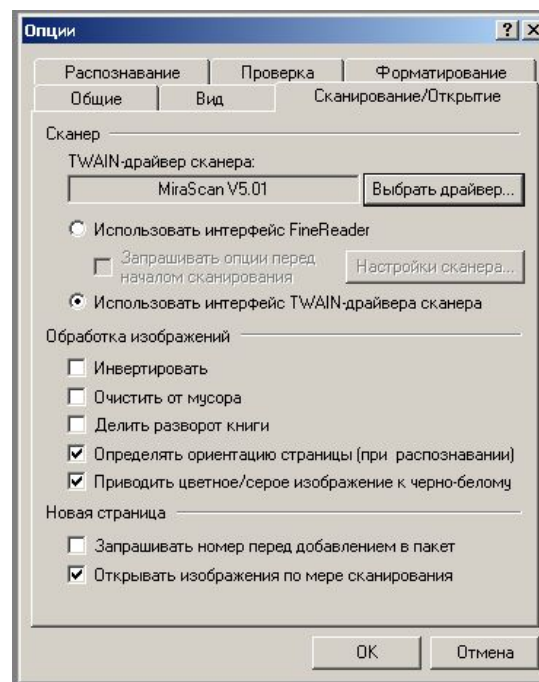 Опции
Распознавание Проверка Форматирование
Общие Вид Сканирование/Открытие
Сканер
TWAIN-драйвер сканера:
MiraScan V5.01 Выбрать драйвер...
Использовать интерфейс FineReader
Запрашивать опции перед
началом сканирования Настройки сканера...
Использовать интерфейс TWAIN-драйвера сканера
Обработка изображений
Инвертировать
Очистить от мусора
Делить разворот книги
Определять ориентацию страницы (при распознавании)
Приводить цветное/серое изображение к черно-белому
Новая страница
Запрашивать номер перед добавлением в пакет
Открывать изображения по мере сканирования
OK Отмена